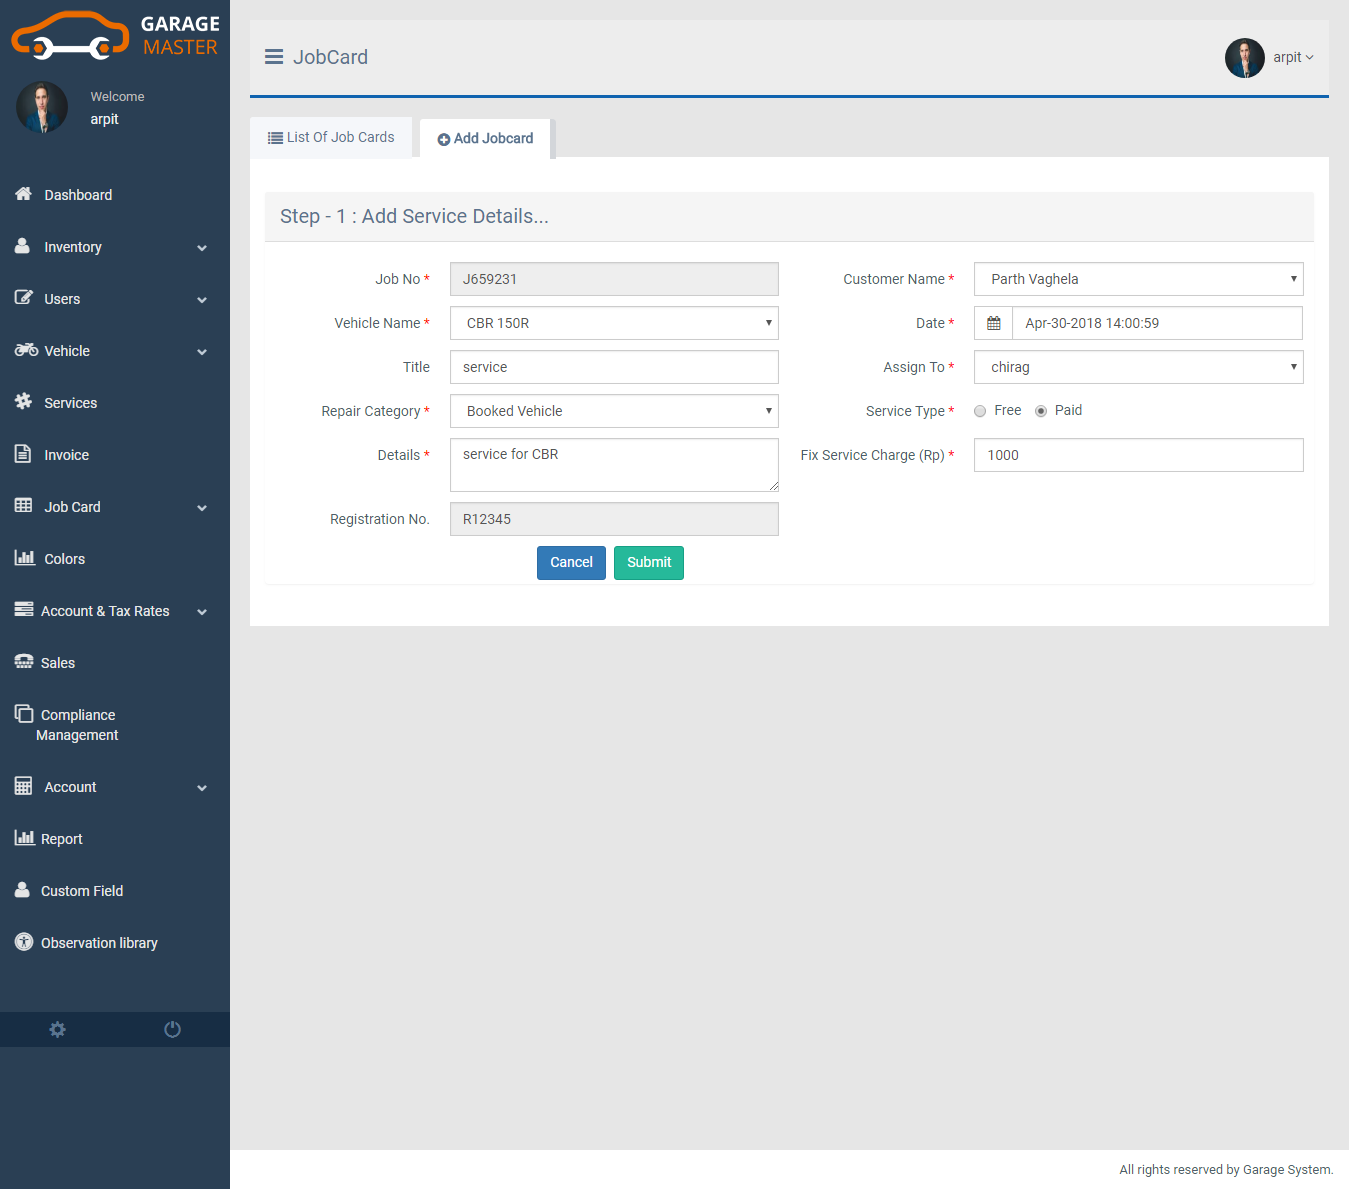 GARAGE
MASTER
Welcome
arpit
Dashboard
Inventory
Users
Vehicle
Services
Invoice
Job Card
Colors
Account & Tax Rates
Sales
Compliance
Management
Account
Report
Custom Field
Observation library
JobCard
arpit
List Of Job Cards
Add Jobcard
Step - 1 : Add Service Details...
Job No * J659231
Customer Name * Parth Vaghela
Vehicle Name * CBR 150R
Date * Apr-30-2018 14:00:59
Title service
Assign To * chirag
Repair Category * Booked Vehicle
Service Type * Free Paid
Details * service for CBR
Fix Service Charge (Rp) * 1000
Registration No. R12345
Cancel Submit
All rights reserved by Garage System.